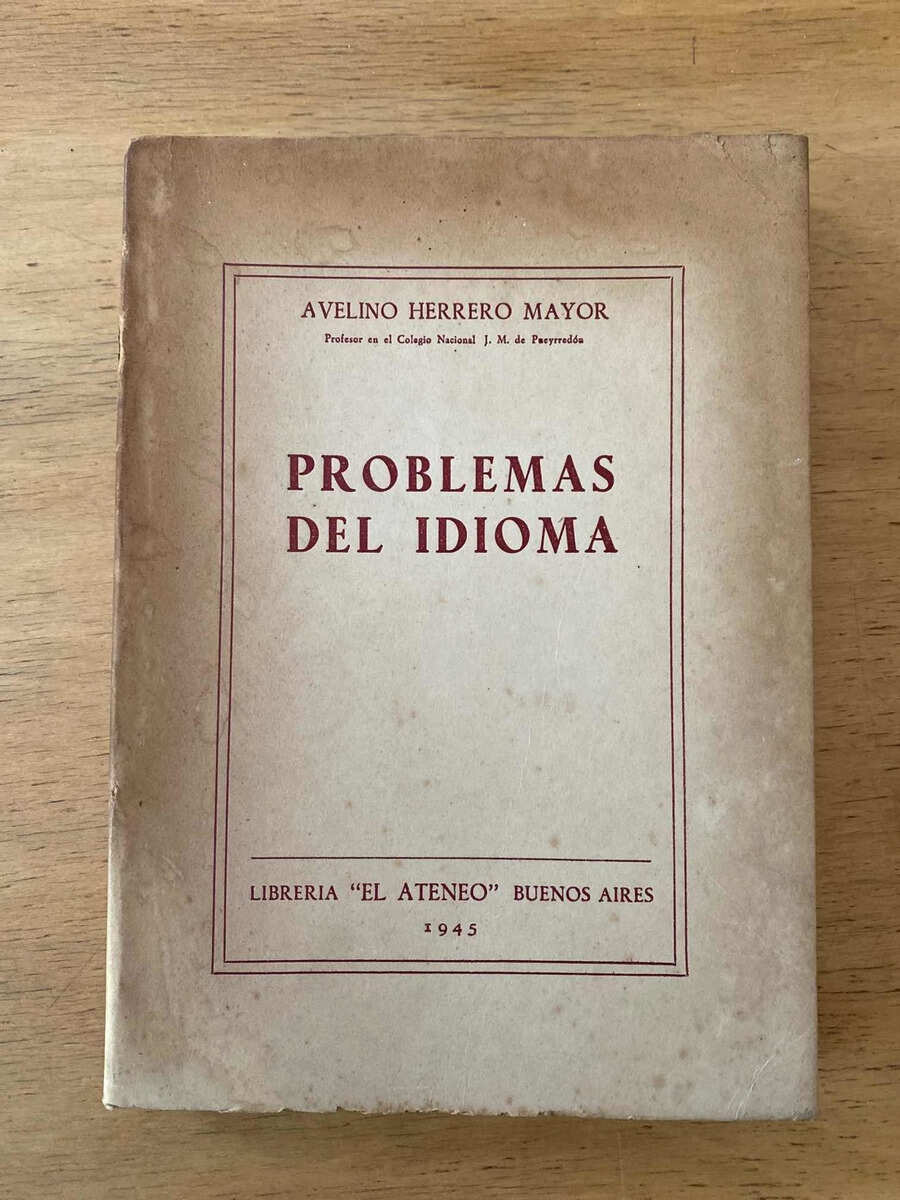 AVELINO HERRERO MAYOR
Profesor en el Colegio Nacional J. M. de Pueyrredón
PROBLEMAS
DEL IDIOMA
LIBRERIA "EL ATENEO" BUENOS AIRES
1945